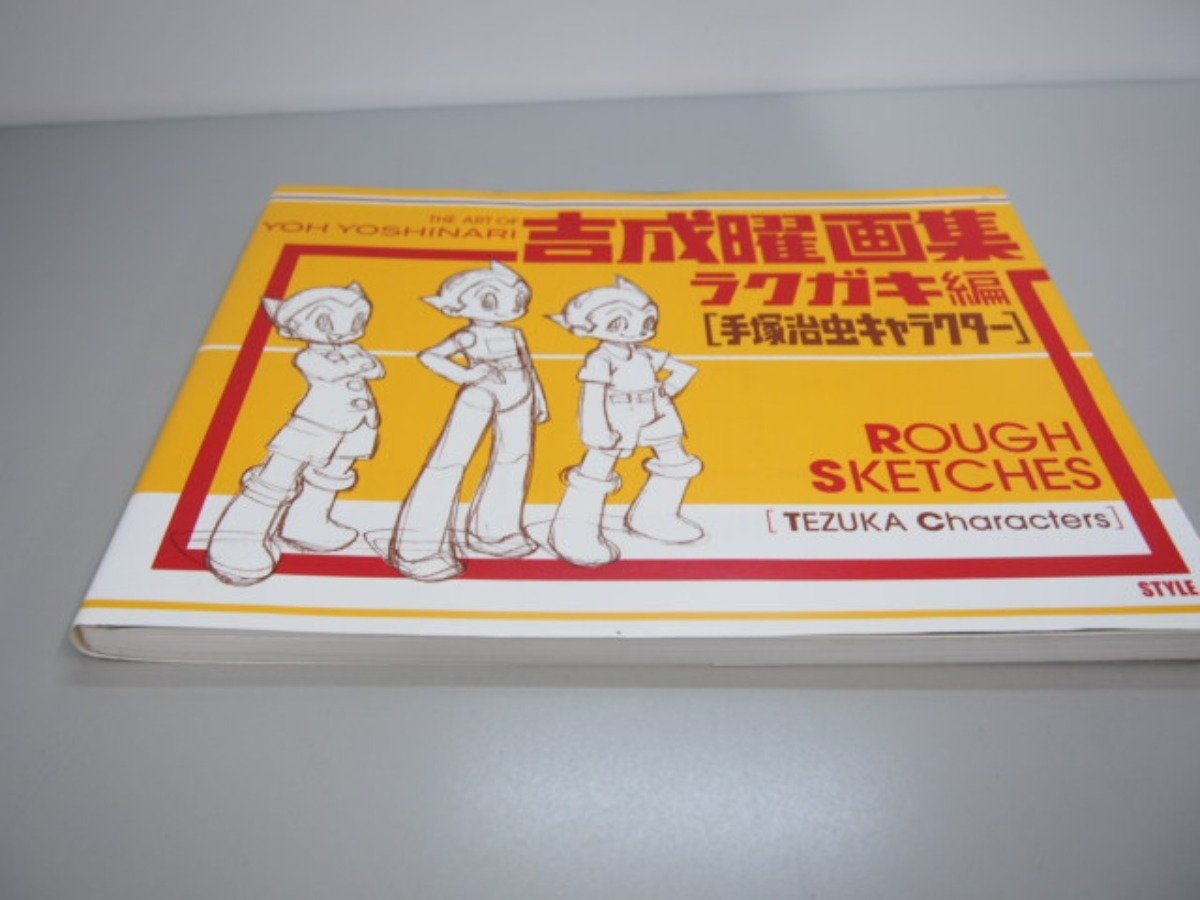 THE ART OF
YOH YOSHINARI
吉成曜画集
ラクガキ編
[手塚治虫キャラクター]
ROUGH
SKETCHES
[TEZUKA Characters]
STYLE